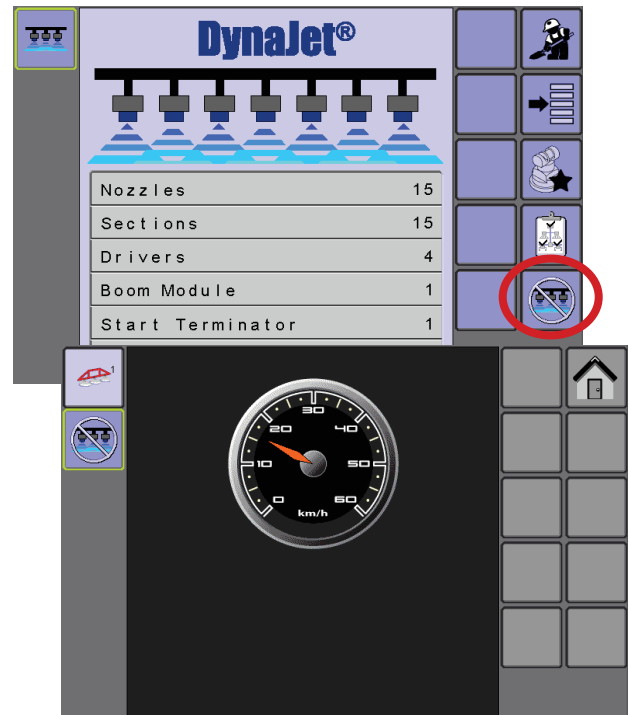 DynaJet®
Nozzles 15
Sections 15
Drivers 4
Boom Module 1
Start Terminator 1
1
30
20 40
10 50
0 60
km/h